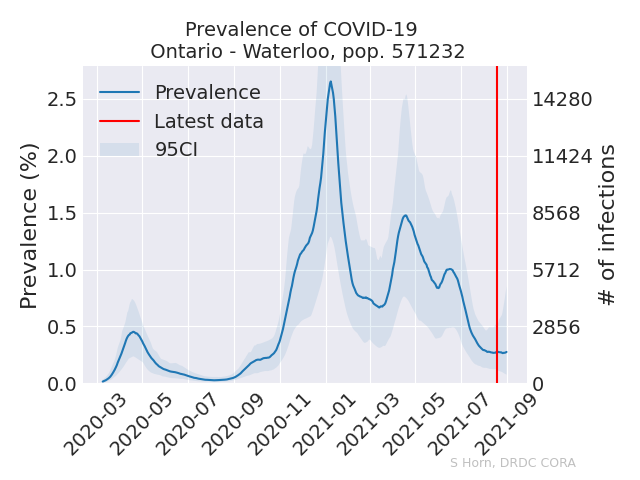 Prevalence of COVID-19
Ontario - Waterloo, pop. 571232
Prevalence
Latest data
95CI
Prevalence (%)
2.5
2.0
1.5
1.0
0.5
0.0
14280
11424
8568
5712
2856
0
# of infections
2020-03
2020-05
2020-07
2020-09
2020-11
2021-01
2021-03
2021-05
2021-07
2021-09
S Horn, DRDC CORA